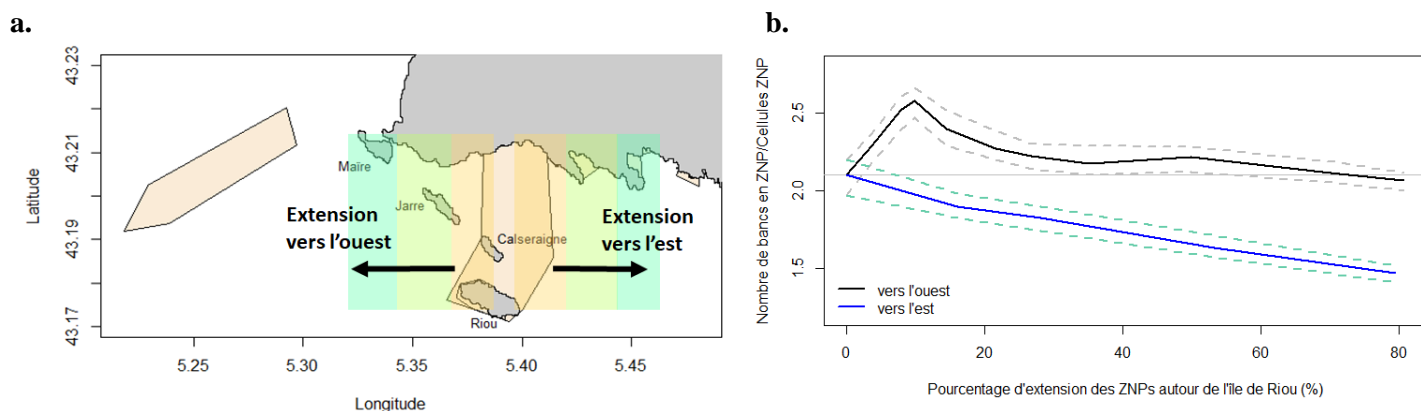 a.
43.23
43.21
43.19
43.17
Latitude
Maïre
Jarre
Calseraigne
Riou
Extension
vers l'ouest
Extension
vers l'est
5.25
5.30
5.35
5.40
5.45
Longitude
b.
Nombre de bancs en ZNP/Cellules ZNP
2.5
2.0
1.5
vers l'ouest
vers l'est
0
20
40
60
80
Pourcentage d'extension des ZNPs autour de l'île de Riou (%)